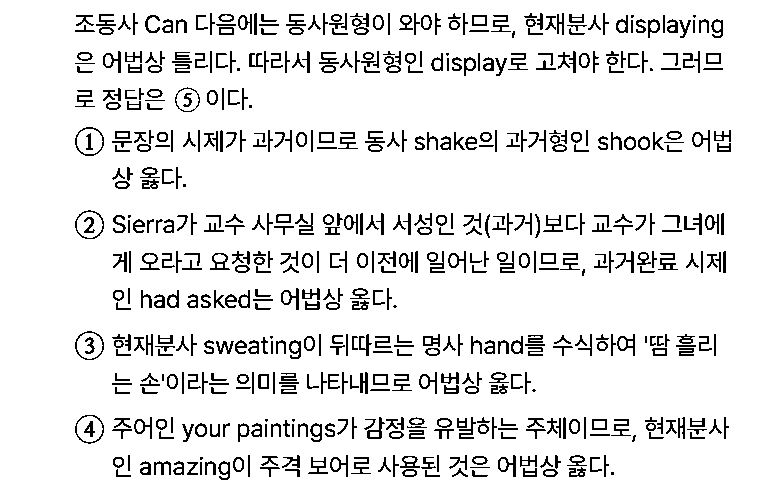 조동사 Can 다음에는 동사원형이 와야 하므로, 현재분사 displaying
은 어법상 틀리다. 따라서 동사원형인 display로 고쳐야 한다. 그러므
로 정답은 ⑤이다.
① 문장의 시제가 과거이므로 동사 shake의 과거형인 shook은 어법
상 옳다.
② Sierra가 교수 사무실 앞에서 서성인 것(과거)보다 교수가 그녀에
게 오라고 요청한 것이 더 이전에 일어난 일이므로, 과거완료 시제
인 had asked는 어법상 옳다.
③ 현재분사 sweating이 뒤따르는 명사 hand를 수식하여 '땀 흘리
는 손'이라는 의미를 나타내므로 어법상 옳다.
④ 주어인 your paintings가 감정을 유발하는 주체이므로, 현재분사
인 amazing이 주격 보어로 사용된 것은 어법상 옳다.